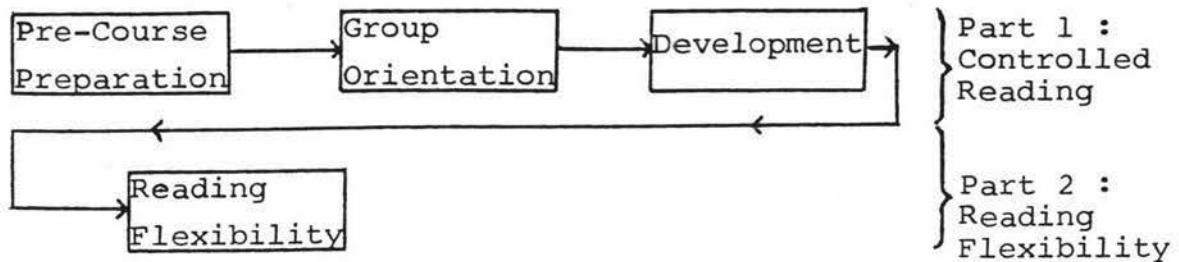 Pre-Course
Preparation
Group
Orientation
Development
Part 1 :
Controlled
Reading
Reading
Flexibility
Part 2 :
Reading
Flexibility